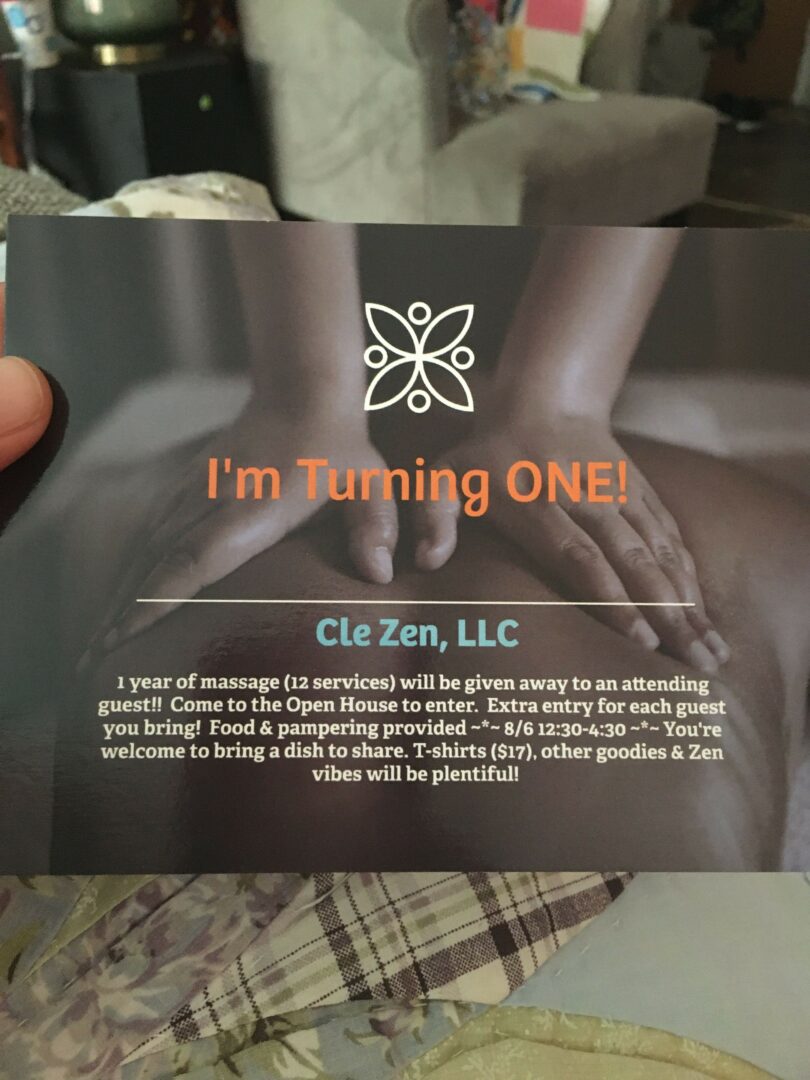 I'm Turning ONE!
Cle Zen, LLC
1 year of massage (12 services) will be given away to an attending
guest!! Come to the Open House to enter. Extra entry for each guest
you bring! Food & pampering provided ~*~ 8/6 12:30-4:30 ~*~ You're
welcome to bring a dish to share. T-shirts ($17), other goodies & Zen
vibes will be plentiful!